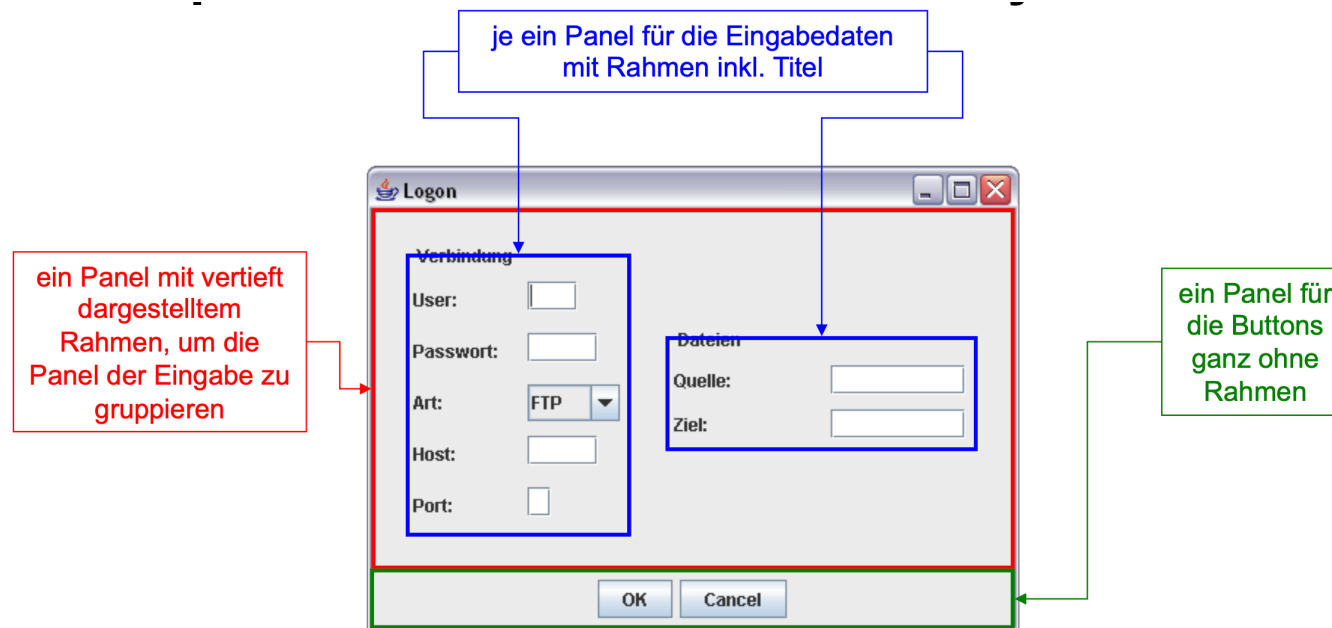 je ein Panel für die Eingabedaten
mit Rahmen inkl. Titel
Logon
ein Panel mit vertieft
dargestelltem
Rahmen, um die
Panel der Eingabe zu
gruppieren
Verbindung
User:
Passwort:
Art:
FTP
Host:
Port:
Dateien
Quelle:
Ziel:
ein Panel für
die Buttons
ganz ohne
Rahmen
OK
Cancel